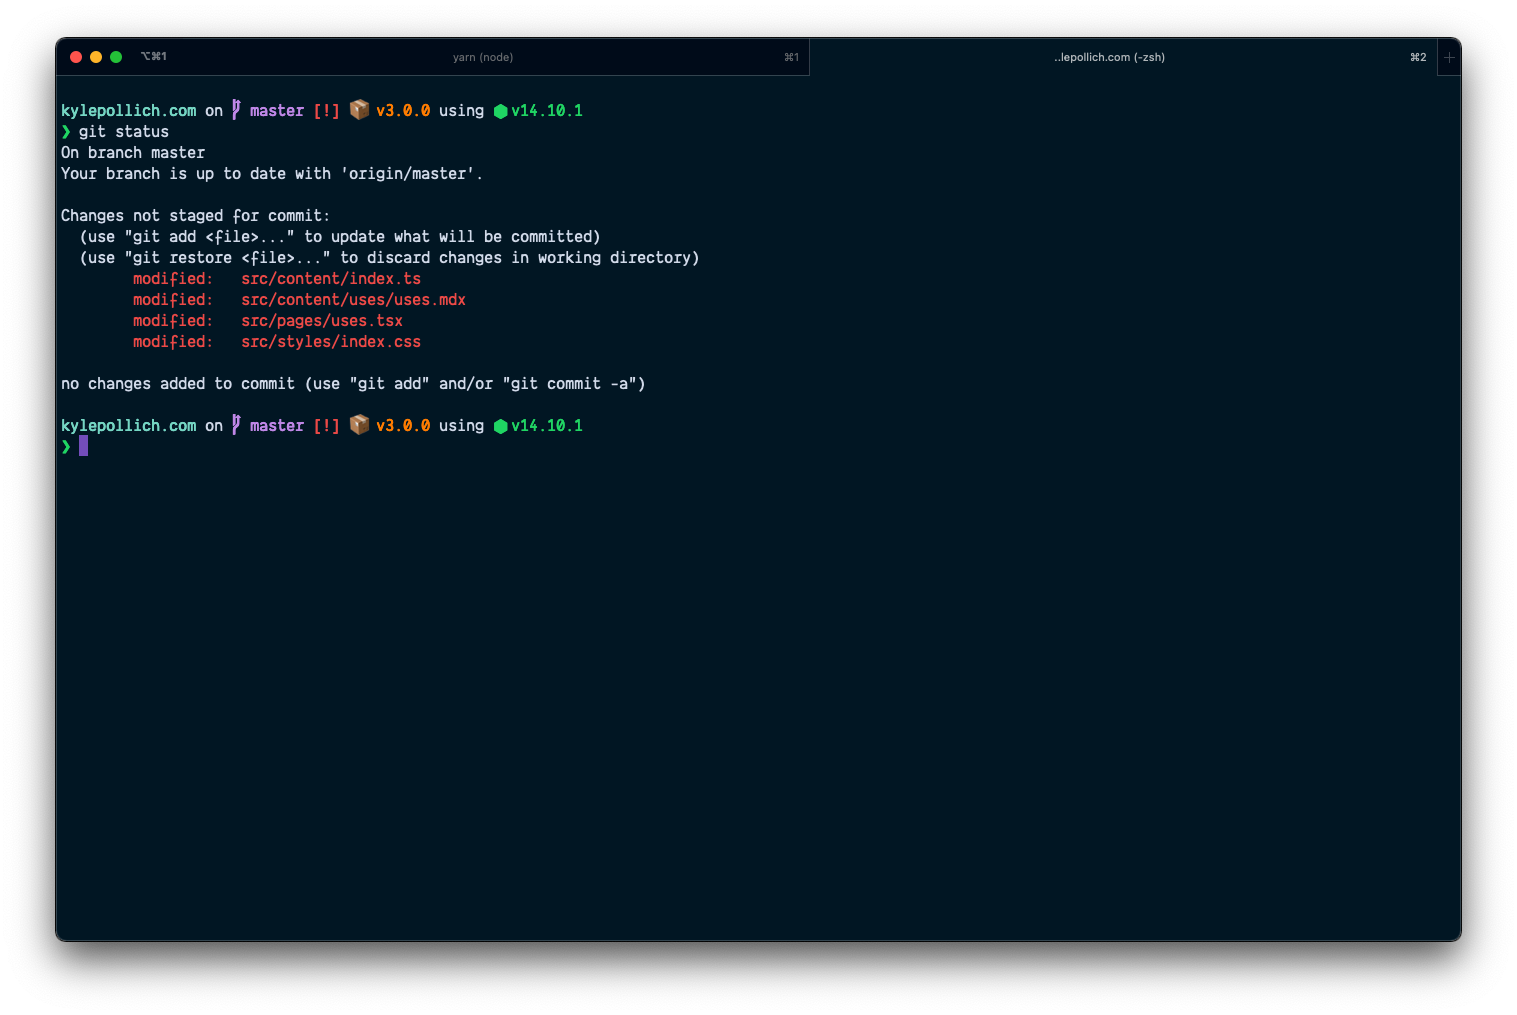 ⌥⌘1 yarn (node) ⌘1 ..lepollich.com (-zsh) ⌘2 +
kylepollich.com on master [!] 📦 v3.0.0 using ⬢ v14.10.1
❯ git status
On branch master
Your branch is up to date with 'origin/master'.
Changes not staged for commit:
(use "git add <file>..." to update what will be committed)
(use "git restore <file>..." to discard changes in working directory)
modified: src/content/index.ts
modified: src/content/uses/uses.mdx
modified: src/pages/uses.tsx
modified: src/styles/index.css
no changes added to commit (use "git add" and/or "git commit -a")
kylepollich.com on master [!] 📦 v3.0.0 using ⬢ v14.10.1
❯